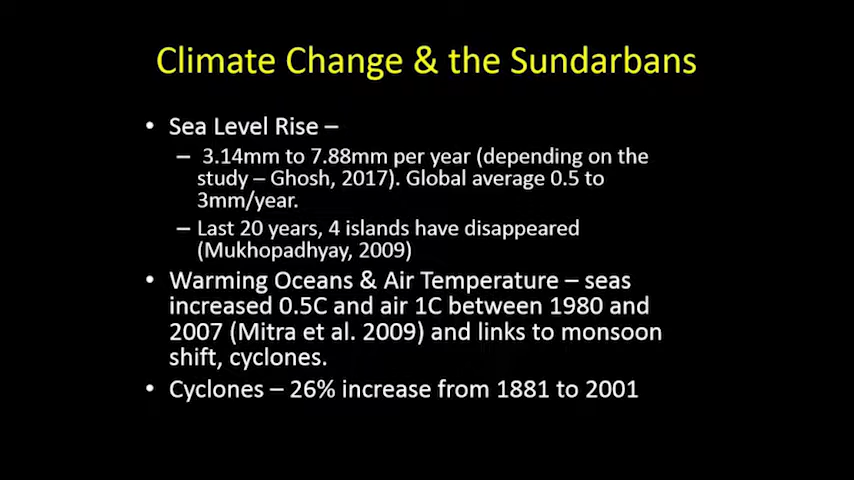 Climate Change & the Sundarbans
• Sea Level Rise –
– 3.14mm to 7.88mm per year (depending on the
study – Ghosh, 2017). Global average 0.5 to
3mm/year.
– Last 20 years, 4 islands have disappeared
(Mukhopadhyay, 2009)
• Warming Oceans & Air Temperature – seas
increased 0.5C and air 1C between 1980 and
2007 (Mitra et al. 2009) and links to monsoon
shift, cyclones.
• Cyclones – 26% increase from 1881 to 2001